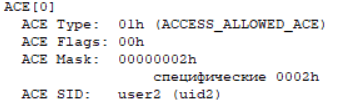 ACE[0]
ACE Type: 01h (ACCESS_ALLOWED_ACE)
ACE Flags: 00h
ACE Mask: 00000002h
специфические 0002h
ACE SID: user2 (uid2)